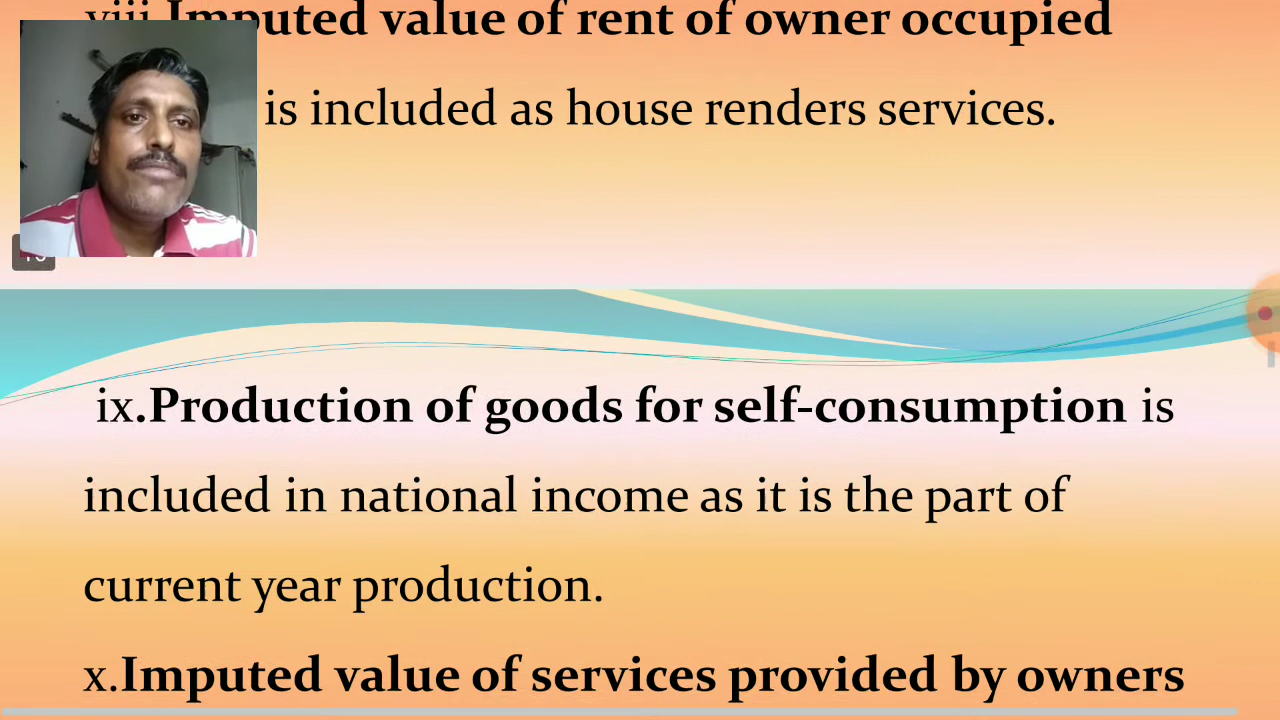 viii.Imputed value of rent of owner occupied
is included as house renders services.
ix.Production of goods for self-consumption is
included in national income as it is the part of
current year production.
x.Imputed value of services provided by owners